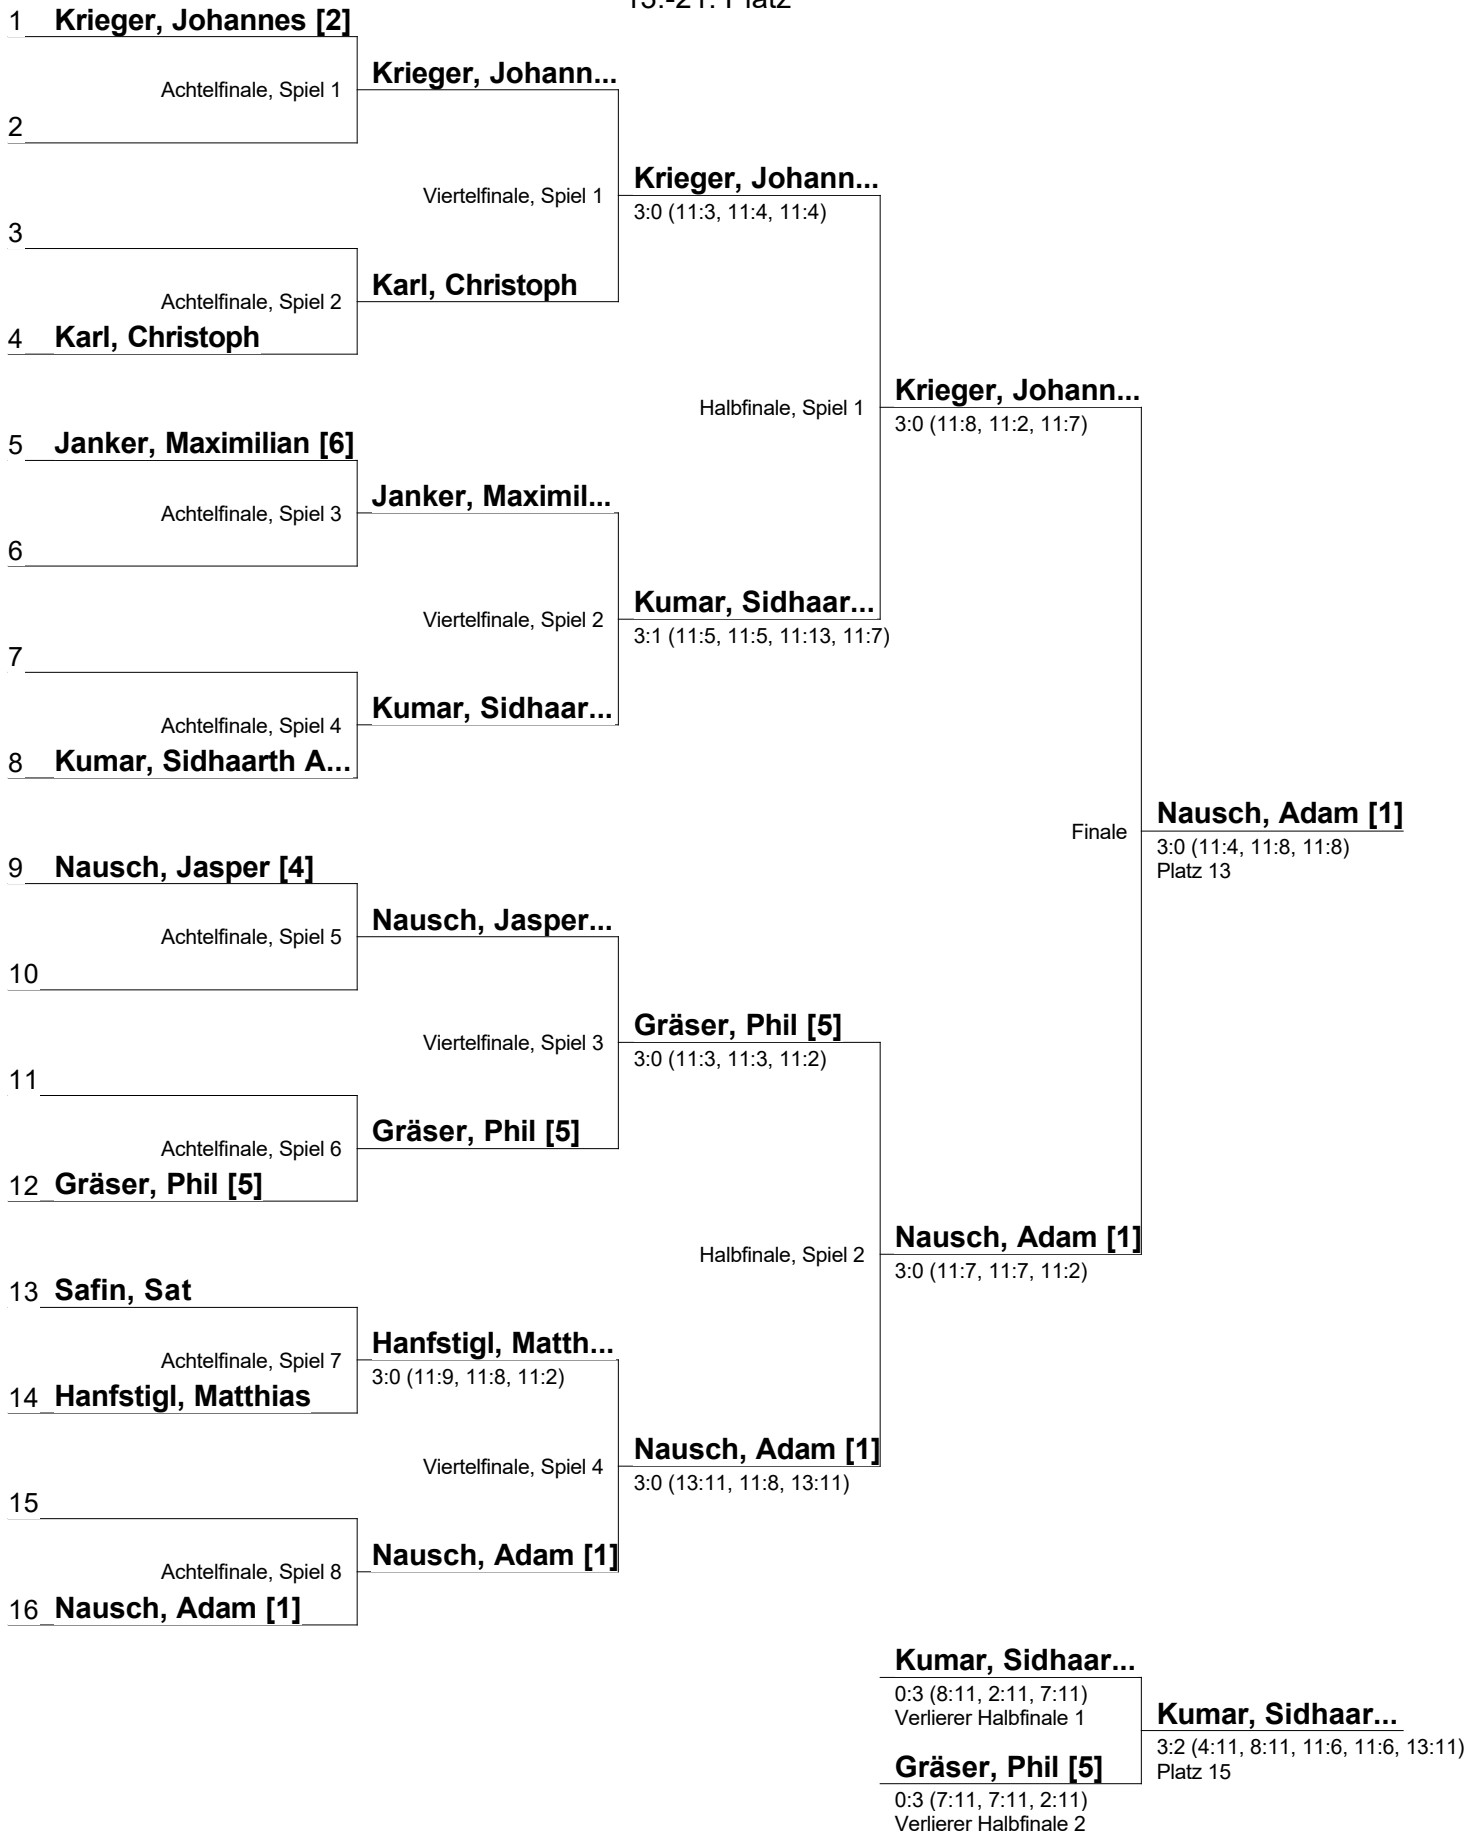 13.-21. Platz
1 Krieger, Johannes [2]
Krieger, Johann...
Achtelfinale, Spiel 1
2
Krieger, Johann...
Viertelfinale, Spiel 1
3:0 (11:3, 11:4, 11:4)
3
Karl, Christoph
Achtelfinale, Spiel 2
4 Karl, Christoph
Krieger, Johann...
Halbfinale, Spiel 1
3:0 (11:8, 11:2, 11:7)
5 Janker, Maximilian [6]
Janker, Maximil...
Achtelfinale, Spiel 3
6
Kumar, Sidhaar...
Viertelfinale, Spiel 2
3:1 (11:5, 11:5, 11:13, 11:7)
7
Kumar, Sidhaar...
Achtelfinale, Spiel 4
8 Kumar, Sidhaarth A...
Nausch, Adam [1]
Finale
3:0 (11:4, 11:8, 11:8)
Platz 13
9 Nausch, Jasper [4]
Nausch, Jasper...
Achtelfinale, Spiel 5
10
Gräser, Phil [5]
Viertelfinale, Spiel 3
3:0 (11:3, 11:3, 11:2)
11
Gräser, Phil [5]
Achtelfinale, Spiel 6
12 Gräser, Phil [5]
Nausch, Adam [1]
Halbfinale, Spiel 2
3:0 (11:7, 11:7, 11:2)
13 Safin, Sat
Hanfstigl, Matth...
Achtelfinale, Spiel 7
3:0 (11:9, 11:8, 11:2)
14 Hanfstigl, Matthias
Nausch, Adam [1]
Viertelfinale, Spiel 4
3:0 (13:11, 11:8, 13:11)
15
Nausch, Adam [1]
Achtelfinale, Spiel 8
16 Nausch, Adam [1]
Kumar, Sidhaar...
0:3 (8:11, 2:11, 7:11)
Verlierer Halbfinale 1
Kumar, Sidhaar...
3:2 (4:11, 8:11, 11:6, 11:6, 13:11)
Platz 15
Gräser, Phil [5]
0:3 (7:11, 7:11, 2:11)
Verlierer Halbfinale 2